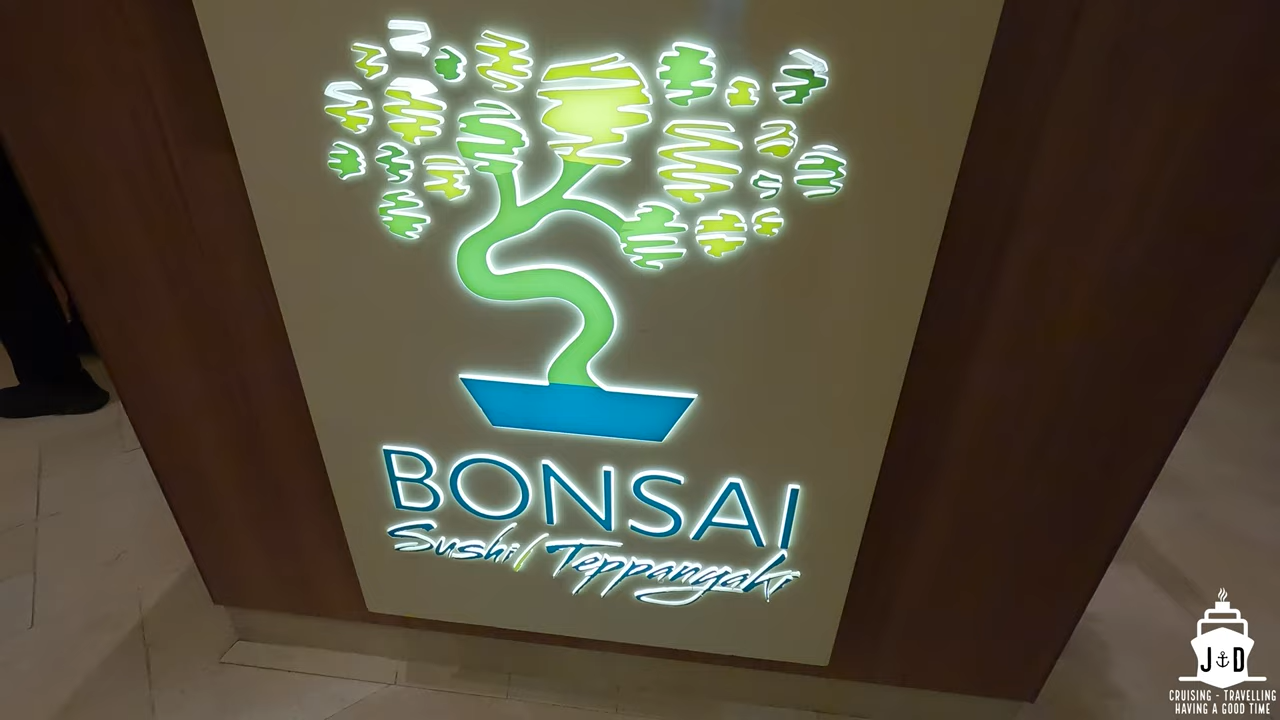 BONSAI
Sushi / Teppanyaki
J D
CRUISING - TRAVELLING
HAVING A GOOD TIME